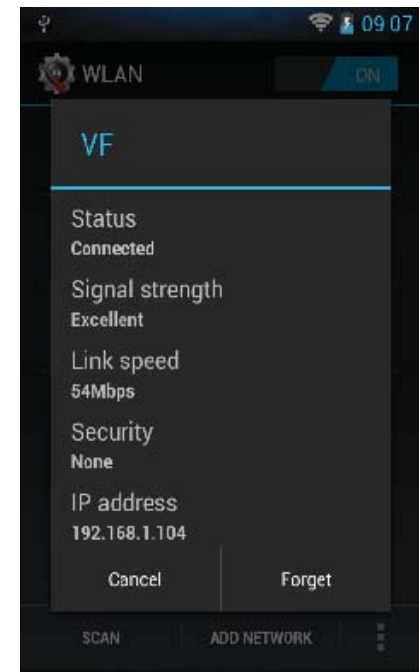 09:07
WLAN
ON
VF
Status
Connected
Signal strength
Excellent
Link speed
54Mbps
Security
None
IP address
192.168.1.104
Cancel Forget
SCAN ADD NETWORK